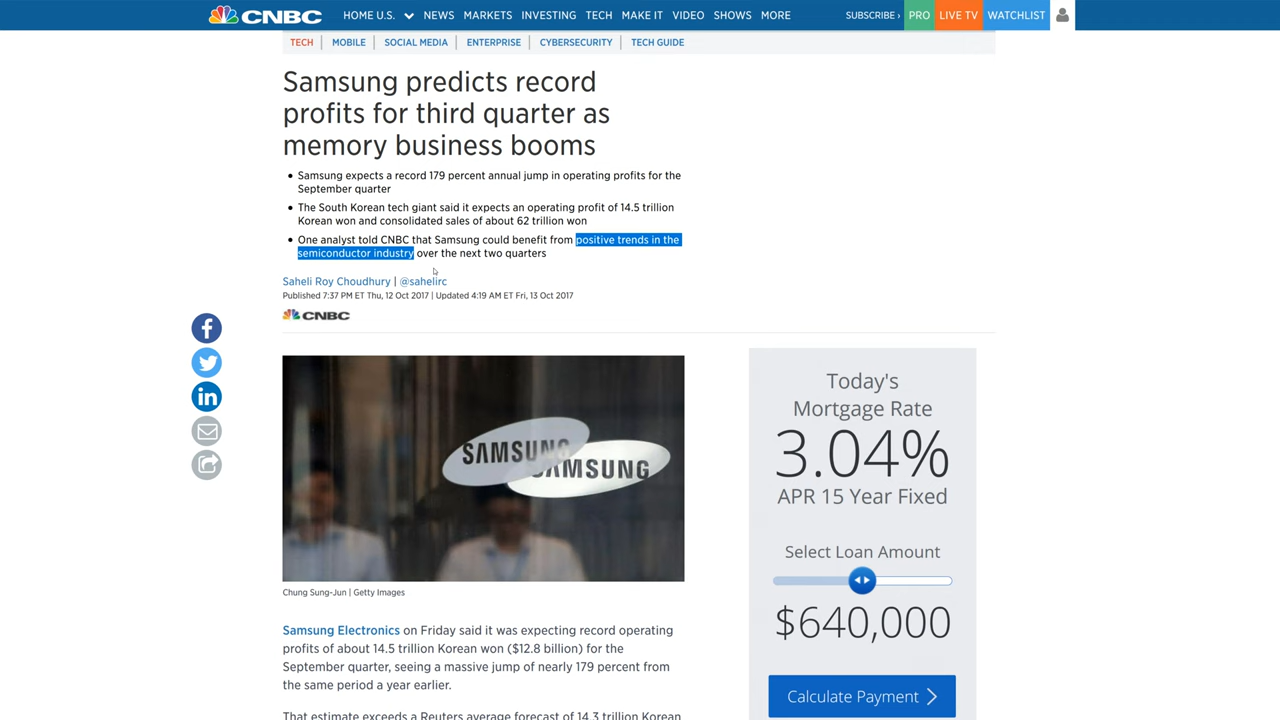 CNBC HOME U.S. NEWS MARKETS INVESTING TECH MAKE IT VIDEO SHOWS MORE SUBSCRIBE › PRO LIVE TV WATCHLIST
TECH | MOBILE | SOCIAL MEDIA | ENTERPRISE | CYBERSECURITY | TECH GUIDE
Samsung predicts record
profits for third quarter as
memory business booms
• Samsung expects a record 179 percent annual jump in operating profits for the
September quarter
• The South Korean tech giant said it expects an operating profit of 14.5 trillion
Korean won and consolidated sales of about 62 trillion won
• One analyst told CNBC that Samsung could benefit from positive trends in the
semiconductor industry over the next two quarters
Saheli Roy Choudhury | @sahelirc
Published 7:37 PM ET Thu, 12 Oct 2017 | Updated 4:19 AM ET Fri, 13 Oct 2017
CNBC
SAMSUNG
SAMSUNG
Chung Sung-Jun | Getty Images
Samsung Electronics on Friday said it was expecting record operating
profits of about 14.5 trillion Korean won ($12.8 billion) for the
September quarter, seeing a massive jump of nearly 179 percent from
the same period a year earlier.
That estimate exceeds a Reuters average forecast of 14.3 trillion Korean
Today's
Mortgage Rate
3.04%
APR 15 Year Fixed
Select Loan Amount
$640,000
Calculate Payment